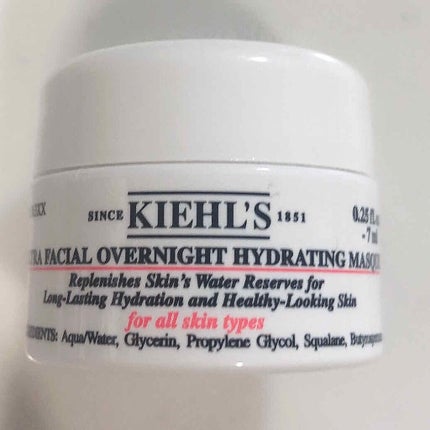 SINCE KIEHL'S 1851
0.25 fl.
- 7 ml
FACIAL OVERNIGHT HYDRATING
Replenishes Skin's Water Reserves for
Long-Lasting Hydration and Healthy-Looking Skin
for all skin types
Aqua/Water, Glycerin, Propylene Glycol, Squalane,